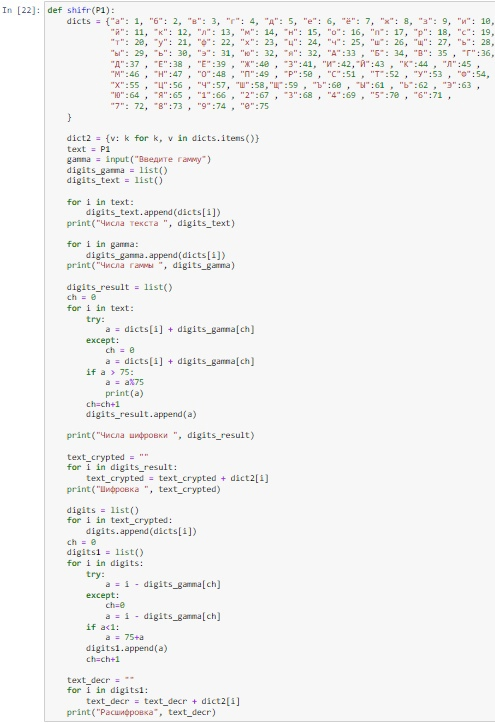 In [22]: def shifr(P1):
dicts = {"а": 1, "б": 2, "в": 3, "г": 4, "д": 5, "е": 6, "ё": 7, "ж": 8, "з": 9, "и": 10,
"й": 11, "к": 12, "л": 13, "м": 14, "н": 15, "о": 16, "п": 17, "р": 18, "с": 19,
"т": 20, "у": 21, "ф": 22, "х": 23, "ц": 24, "ч": 25, "ш": 26, "щ": 27, "ъ": 28,
"ы": 29, "ь": 30, "э": 31, "ю": 32, "я": 32, "А":33 , "Б": 34, "В": 35 , "Г":36,
"Д":37 , "Е":38 , "Ё":39 , "Ж":40 , "З":41, "И":42,"Й":43 , "К":44 , "Л":45 ,
"М":46 , "Н":47 , "О":48 , "П":49 , "Р":50 , "С":51 , "Т":52 , "У":53 , "Ф":54,
"Х":55 , "Ц":56 , "Ч":57, "Ш":58,"Щ":59 , "Ъ":60 , "Ы":61 , "Ь":62 , "Э":63 ,
"Ю":64 , "Я":65 , "1":66 , "2":67 , "3":68 , "4":69 , "5":70 , "6":71 ,
"7": 72, "8":73 , "9":74 , "0":75
}
dict2 = {v: k for k, v in dicts.items()}
text = P1
gamma = input("Введите гамму")
digits_gamma = list()
digits_text = list()
for i in text:
digits_text.append(dicts[i])
print("Числа текста ", digits_text)
for i in gamma:
digits_gamma.append(dicts[i])
print("Числа гаммы ", digits_gamma)
digits_result = list()
ch = 0
for i in text:
try:
a = dicts[i] + digits_gamma[ch]
except:
ch = 0
a = dicts[i] + digits_gamma[ch]
if a > 75:
a = a%75
print(a)
ch=ch+1
digits_result.append(a)
print("Числа шифровки ", digits_result)
text_crypted = ""
for i in digits_result:
text_crypted = text_crypted + dict2[i]
print("Шифровка ", text_crypted)
digits = list()
for i in text_crypted:
digits.append(dicts[i])
ch = 0
digits1 = list()
for i in digits:
try:
a = i - digits_gamma[ch]
except:
ch=0
a = i - digits_gamma[ch]
if a<1:
a = 75+a
digits1.append(a)
ch=ch+1
text_decr = ""
for i in digits1:
text_decr = text_decr + dict2[i]
print("Расшифровка", text_decr)